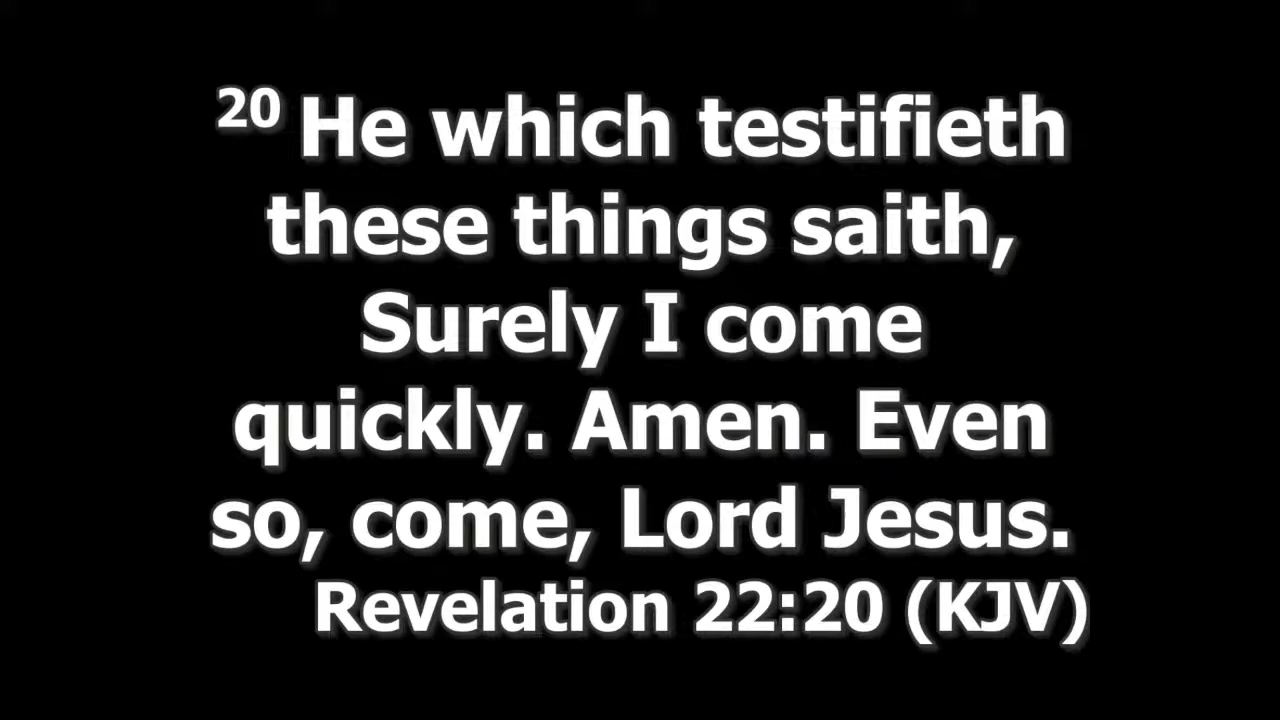 20 He which testifieth
these things saith,
Surely I come
quickly. Amen. Even
so, come, Lord Jesus.
Revelation 22:20 (KJV)